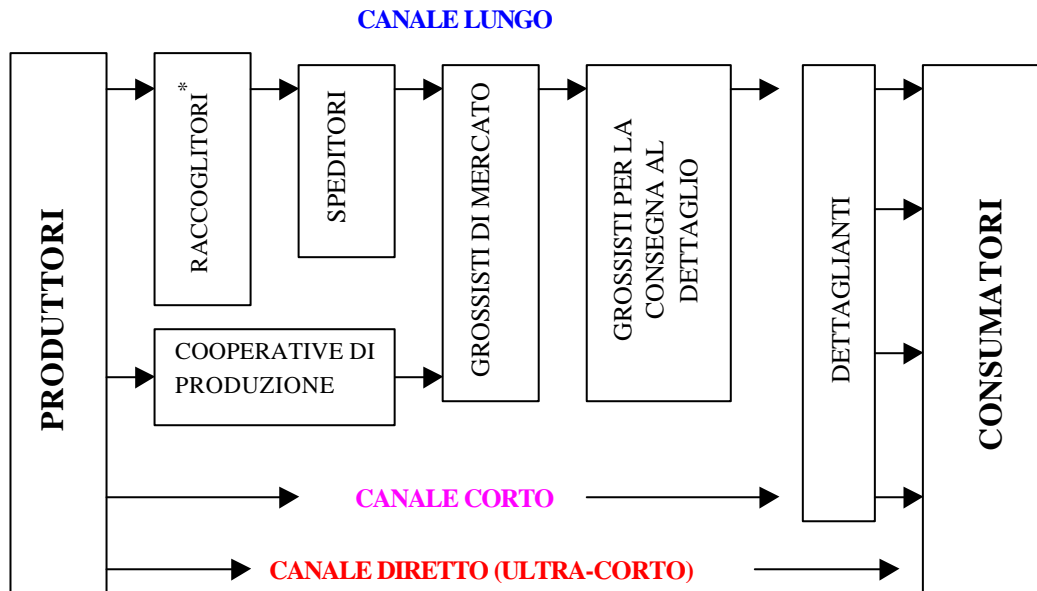 CANALE LUNGO
PRODUTTORI
RACCOGLITORI*
SPEDITORI
GROSSISTI DI MERCATO
GROSSISTI PER LA
CONSEGNA AL
DETTAGLIO
DETTAGLIANTI
CONSUMATORI
COOPERATIVE DI
PRODUZIONE
CANALE CORTO
CANALE DIRETTO (ULTRA-CORTO)